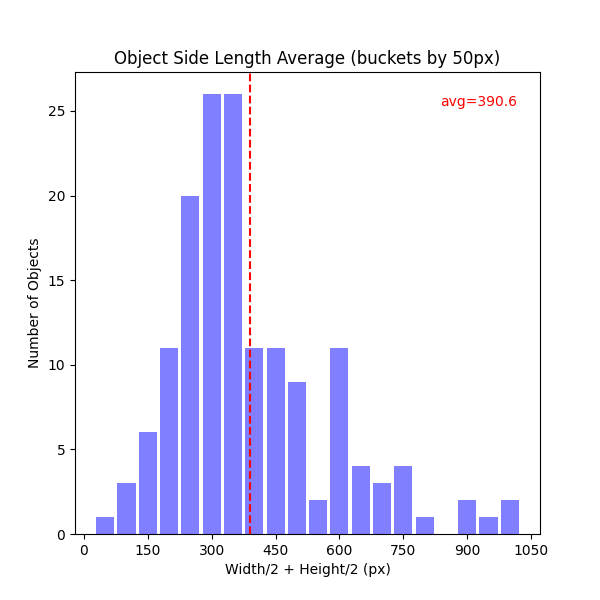 Object Side Length Average (buckets by 50px)
avg=390.6
25
20
15
10
5
0
Number of Objects
0 150 300 450 600 750 900 1050
Width/2 + Height/2 (px)